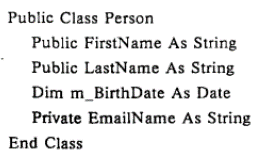 Public Class Person
Public FirstName As String
Public LastName As String
Dim m_BirthDate As Date
Private EmailName As String
End Class